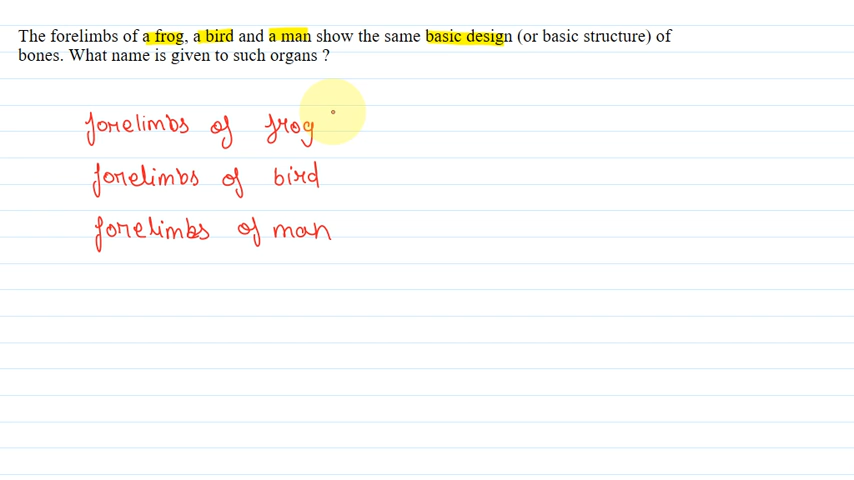 The forelimbs of a frog, a bird and a man show the same basic design (or basic structure) of
bones. What name is given to such organs ?
forelimbs of frog
forelimbs of bird
forelimbs of man